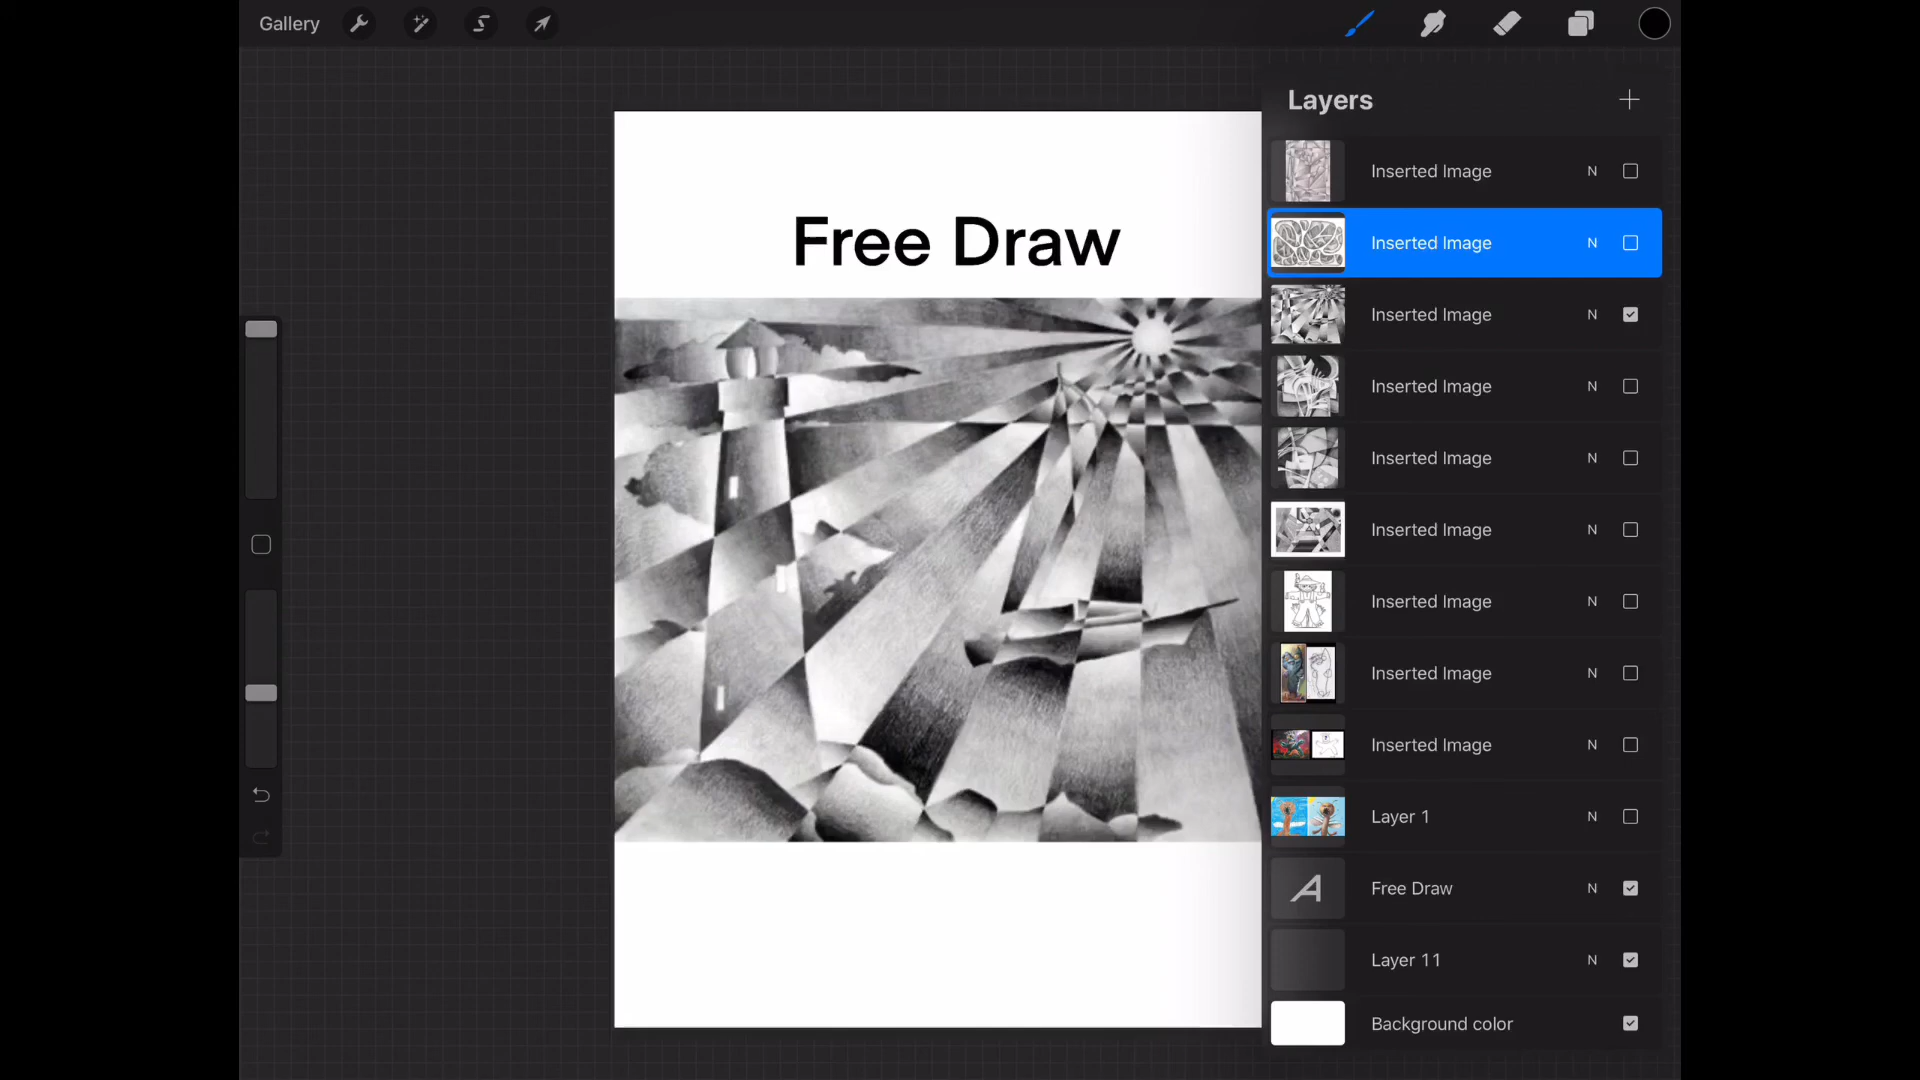 Gallery
Layers
Inserted Image N
Inserted Image N
Inserted Image N
Inserted Image N
Inserted Image N
Inserted Image N
Inserted Image N
Inserted Image N
Inserted Image N
Layer 1 N
Free Draw N
Layer 11 N
Background color
Free Draw